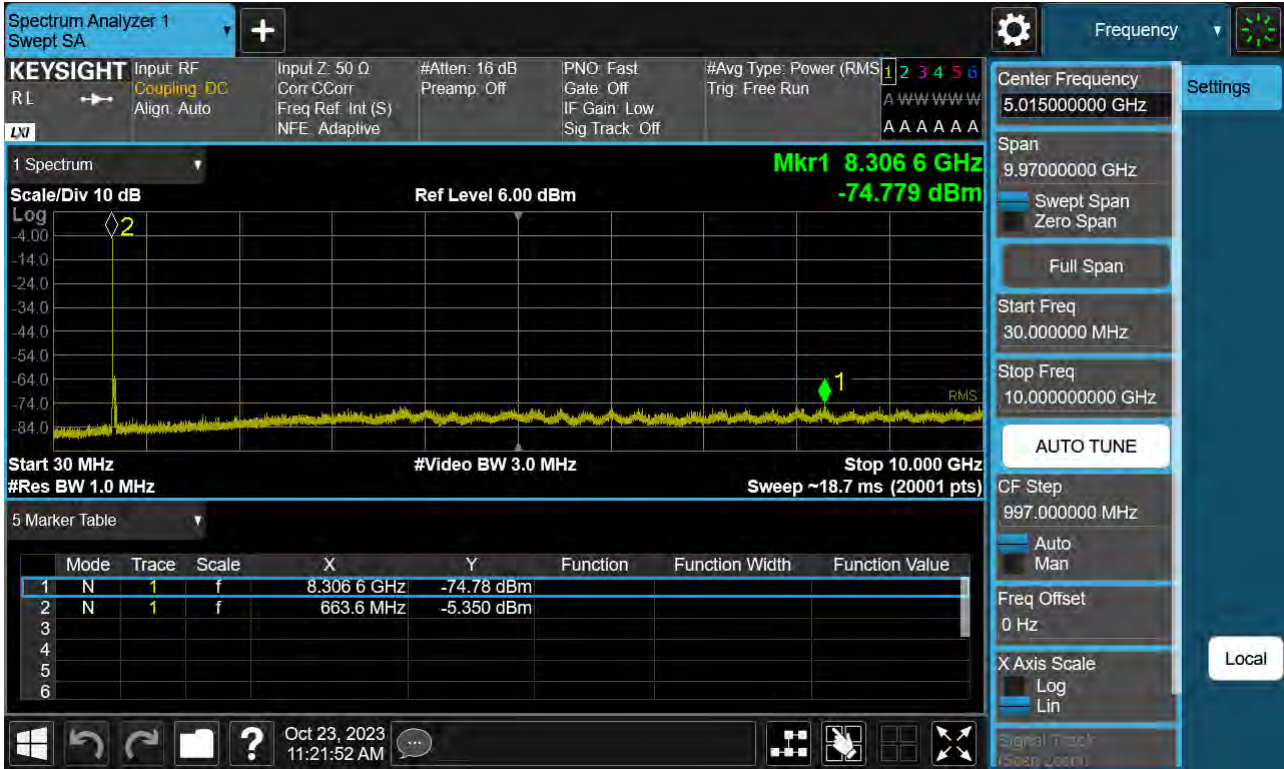 Spectrum Analyzer 1
Swept SA
Frequency
KEYSIGHT
RL
LXI
Input: RF
Coupling: DC
Align: Auto
Input Z: 50 Ω
Corr CCorr
Freq Ref: Int (S)
NFE: Adaptive
#Atten: 16 dB
Preamp: Off
PNO: Fast
Gate: Off
IF Gain: Low
Sig Track: Off
#Avg Type: Power (RMS
Trig: Free Run
1 2 3 4 5 6
A W W W W W
A A A A A A
1 Spectrum
Scale/Div 10 dB
Ref Level 6.00 dBm
Mkr1 8.306 6 GHz
-74.779 dBm
Log
2
-4.00
-14.0
-24.0
-34.0
-44.0
-54.0
-64.0
1
-74.0
RMS
-84.0
Start 30 MHz
#Video BW 3.0 MHz
Stop 10.000 GHz
#Res BW 1.0 MHz
Sweep ~18.7 ms (20001 pts)
5 Marker Table
Mode Trace Scale X Y Function Function Width Function Value
1 N 1 f 8.306 6 GHz -74.78 dBm
2 N 1 f 663.6 MHz -5.350 dBm
3
4
5
6
Oct 23, 2023
11:21:52 AM
Center Frequency
5.015000000 GHz
Settings
Span
9.97000000 GHz
Swept Span
Zero Span
Full Span
Start Freq
30.000000 MHz
Stop Freq
10.000000000 GHz
AUTO TUNE
CF Step
997.000000 MHz
Auto
Man
Freq Offset
0 Hz
X Axis Scale
Log
Lin
Local
Signal Track
(Span Zoom)